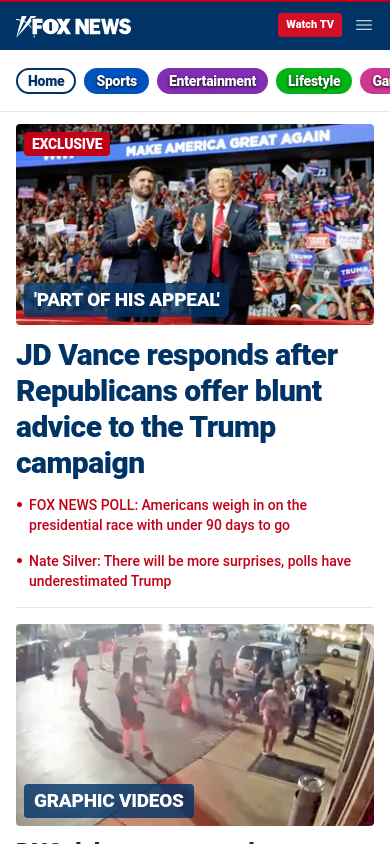 FOX NEWS
Watch TV
Home
Sports
Entertainment
Lifestyle
EXCLUSIVE
MAKE AMERICA GREAT AGAIN
TRUMP
TRUMP
'PART OF HIS APPEAL'
JD Vance responds after
Republicans offer blunt
advice to the Trump
campaign
• FOX NEWS POLL: Americans weigh in on the
presidential race with under 90 days to go
• Nate Silver: There will be more surprises, polls have
underestimated Trump
GRAPHIC VIDEOS